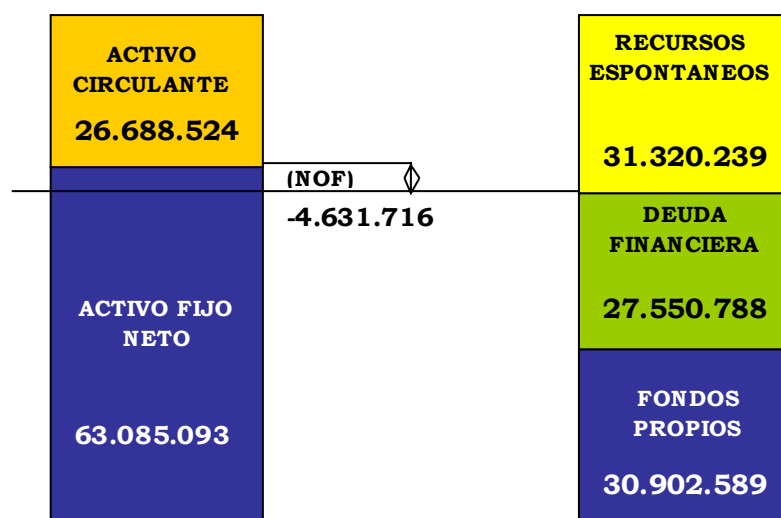 ACTIVO
CIRCULANTE
26.688.524
(NOF)
-4.631.716
ACTIVO FIJO
NETO
63.085.093
RECURSOS
ESPONTANEOS
31.320.239
DEUDA
FINANCIERA
27.550.788
FONDOS
PROPIOS
30.902.589